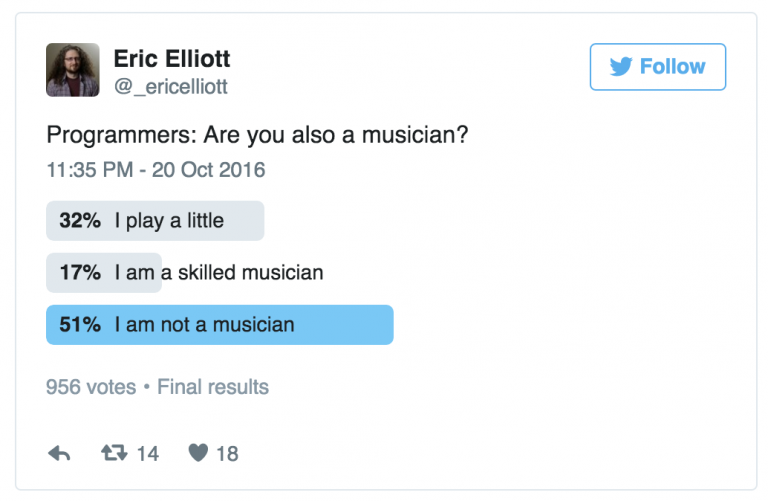 Eric Elliott
@_ericelliott
Follow
Programmers: Are you also a musician?
11:35 PM - 20 Oct 2016
32% I play a little
17% I am a skilled musician
51% I am not a musician
956 votes • Final results
14 18